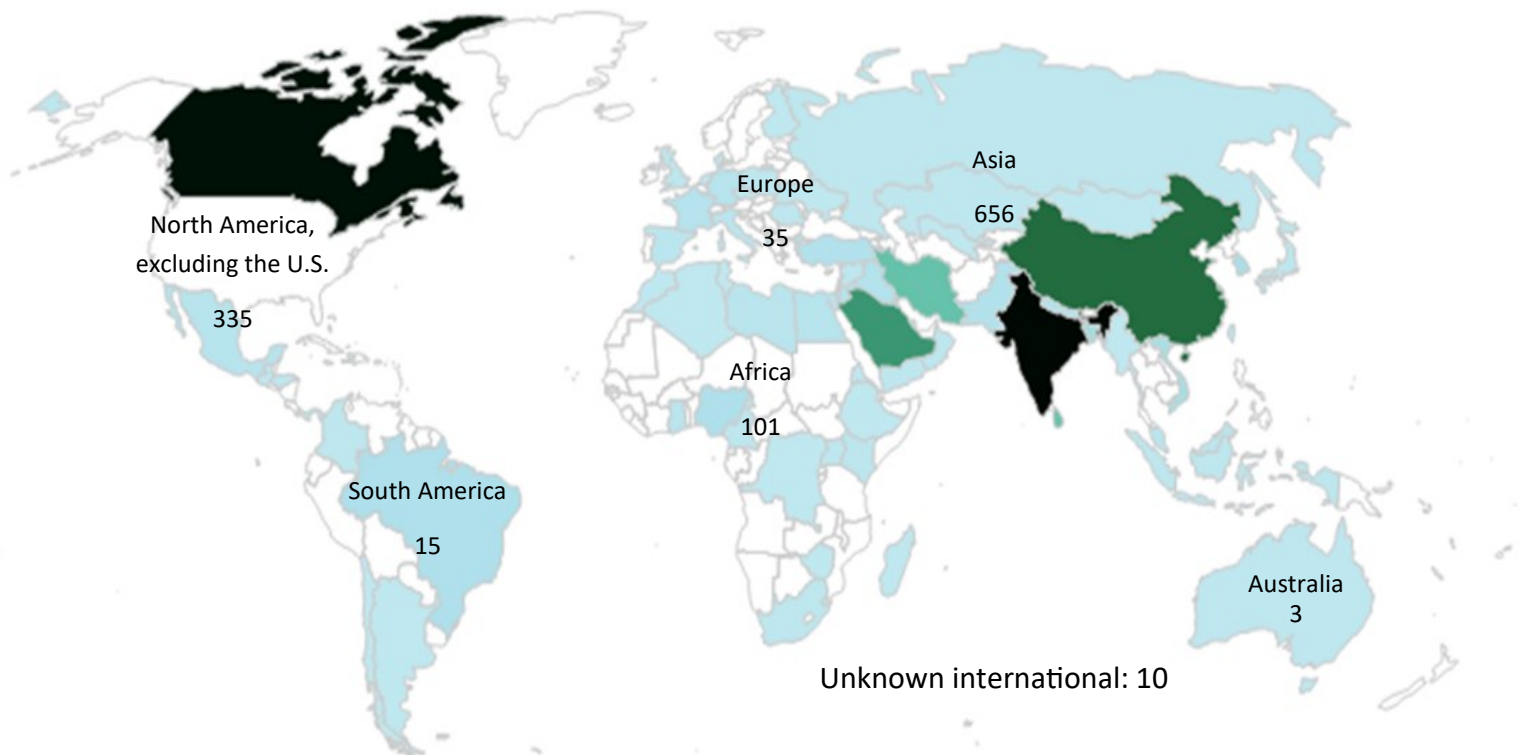 North America,
excluding the U.S.
335
Europe
35
Asia
656
Africa
101
South America
15
Australia
3
Unknown international: 10